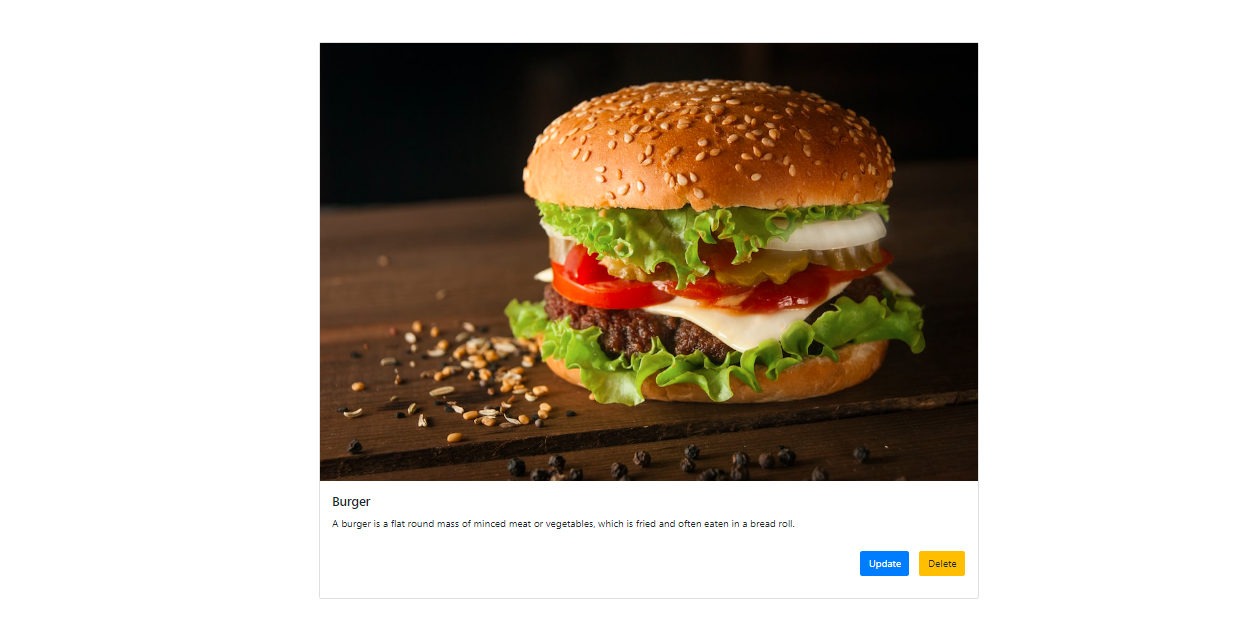 Burger
A burger is a flat round mass of minced meat or vegetables, which is fried and often eaten in a bread roll.
Update Delete